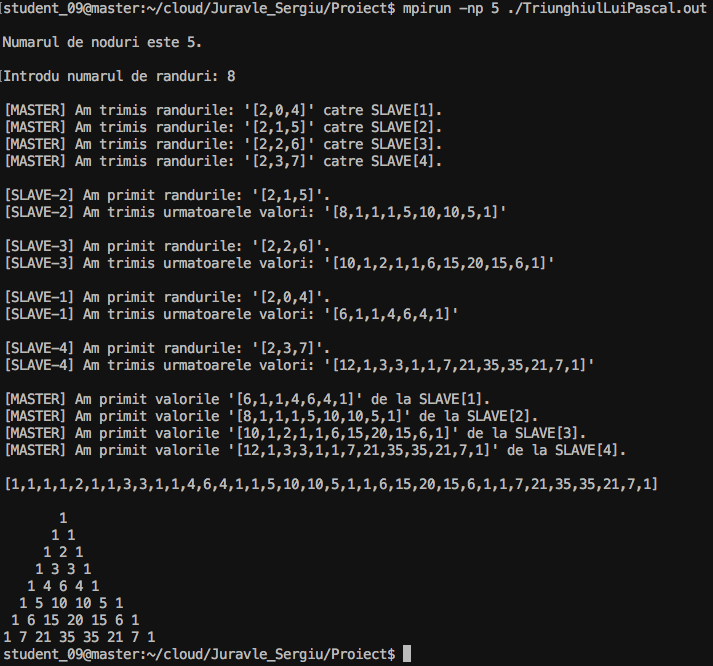 [student_09@master:~/cloud/Juravle_Sergiu/Proiect$ mpirun -np 5 ./TriunghiulLuiPascal.out
Numarul de noduri este 5.
[Introdu numarul de randuri: 8
[MASTER] Am trimis randurile: '[2,0,4]' catre SLAVE[1].
[MASTER] Am trimis randurile: '[2,1,5]' catre SLAVE[2].
[MASTER] Am trimis randurile: '[2,2,6]' catre SLAVE[3].
[MASTER] Am trimis randurile: '[2,3,7]' catre SLAVE[4].
[SLAVE-2] Am primit randurile: '[2,1,5]'.
[SLAVE-2] Am trimis urmatoarele valori: '[8,1,1,1,5,10,10,5,1]'
[SLAVE-3] Am primit randurile: '[2,2,6]'.
[SLAVE-3] Am trimis urmatoarele valori: '[10,1,2,1,1,6,15,20,15,6,1]'
[SLAVE-1] Am primit randurile: '[2,0,4]'.
[SLAVE-1] Am trimis urmatoarele valori: '[6,1,1,4,6,4,1]'
[SLAVE-4] Am primit randurile: '[2,3,7]'.
[SLAVE-4] Am trimis urmatoarele valori: '[12,1,3,3,1,1,7,21,35,35,21,7,1]'
[MASTER] Am primit valorile '[6,1,1,4,6,4,1]' de la SLAVE[1].
[MASTER] Am primit valorile '[8,1,1,1,5,10,10,5,1]' de la SLAVE[2].
[MASTER] Am primit valorile '[10,1,2,1,1,6,15,20,15,6,1]' de la SLAVE[3].
[MASTER] Am primit valorile '[12,1,3,3,1,1,7,21,35,35,21,7,1]' de la SLAVE[4].
[1,1,1,1,2,1,1,3,3,1,1,4,6,4,1,1,5,10,10,5,1,1,6,15,20,15,6,1,1,7,21,35,35,21,7,1]
1
1 1
1 2 1
1 3 3 1
1 4 6 4 1
1 5 10 10 5 1
1 6 15 20 15 6 1
1 7 21 35 35 21 7 1
student_09@master:~/cloud/Juravle_Sergiu/Proiect$